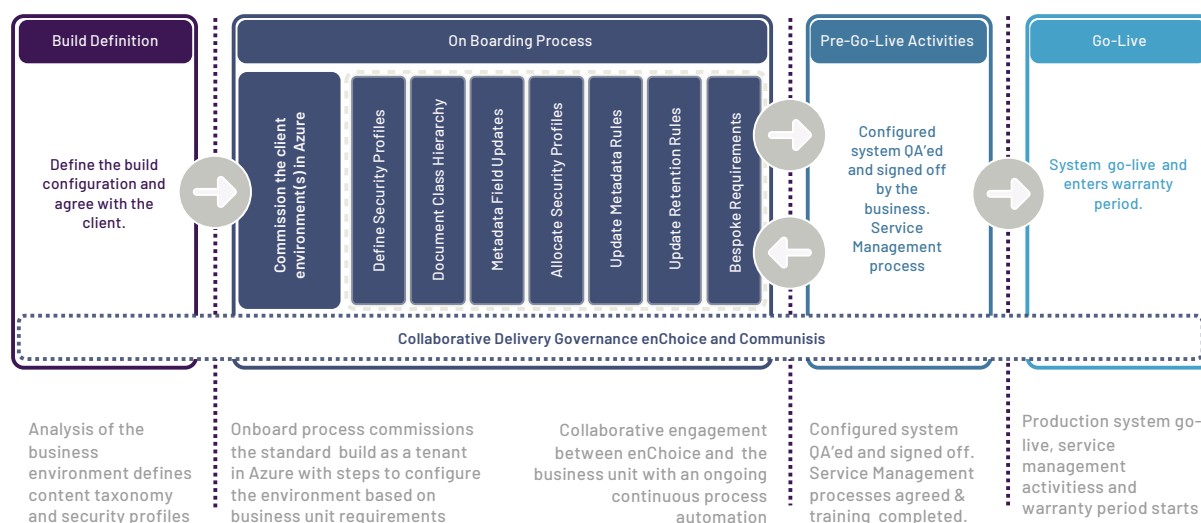 Build Definition
On Boarding Process
Pre-Go-Live Activities
Go-Live
Define the build
configuration and
agree with the
client.
Commission the client
environment(s) in Azure
Define Security Profiles
Document Class Hierarchy
Metadata Field Updates
Allocate Security Profiles
Update Metadata Rules
Update Retention Rules
Bespoke Requirements
Configured
system QA'ed
and signed off
by the
business.
Service
Management
process
System go-live and
enters warranty
period.
Collaborative Delivery Governance enChoice and Communisis
Analysis of the
business
environment defines
content taxonomy
and security profiles
Onboard process commissions
the standard build as a tenant
in Azure with steps to configure
the environment based on
business unit requirements
Collaborative engagement
between enChoice and the
business unit with an ongoing
continuous process
automation
Configured system
QA'ed and signed off.
Service Management
processes agreed &
training completed.
Production system go-
live, service
management
activitiess and
warranty period starts